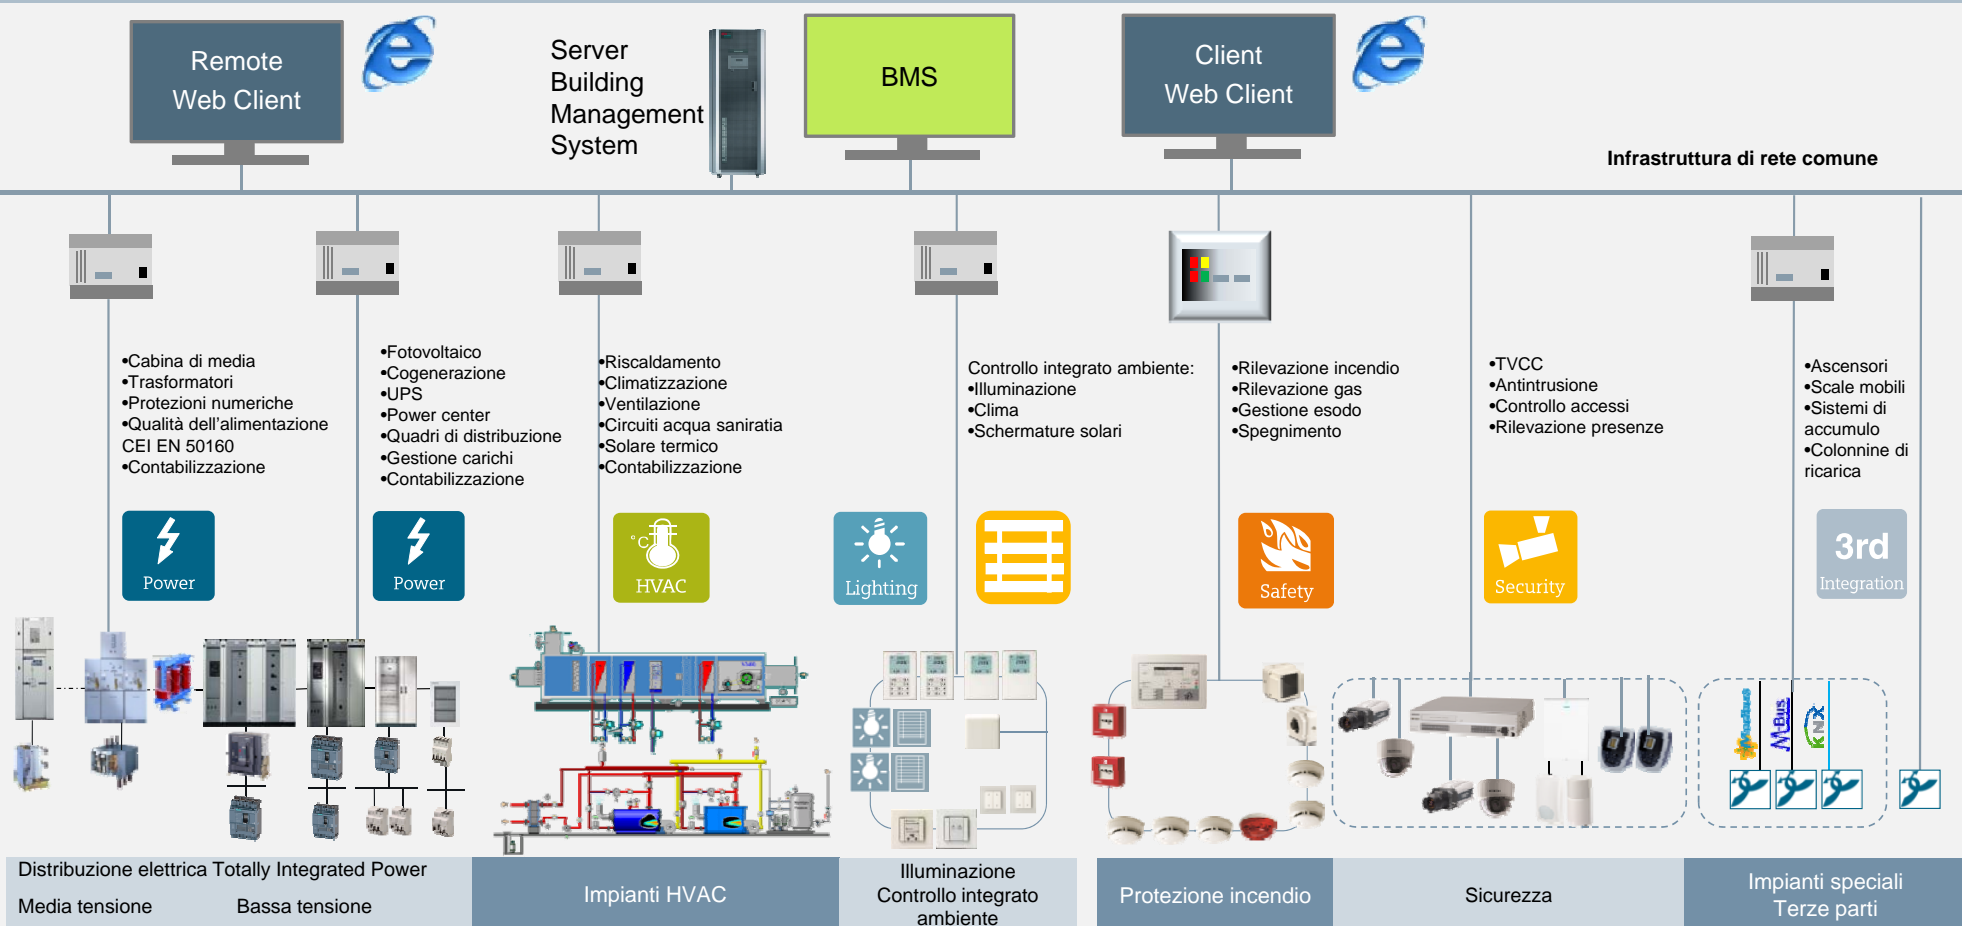 Remote
Web Client
Server
Building
Management
System
BMS
Client
Web Client
Infrastruttura di rete comune
•Cabina di media
•Trasformatori
•Protezioni numeriche
•Qualità dell'alimentazione
CEI EN 50160
•Contabilizzazione
•Fotovoltaico
•Cogenerazione
•UPS
•Power center
•Quadri di distribuzione
•Gestione carichi
•Contabilizzazione
•Riscaldamento
•Climatizzazione
•Ventilazione
•Circuiti acqua saniratia
•Solare termico
•Contabilizzazione
Controllo integrato ambiente:
•Illuminazione
•Clima
•Schermature solari
•Rilevazione incendio
•Rilevazione gas
•Gestione esodo
•Spegnimento
•TVCC
•Antintrusione
•Controllo accessi
•Rilevazione presenze
•Ascensori
•Scale mobili
•Sistemi di
accumulo
•Colonnine di
ricarica
Power
Power
°C
HVAC
Lighting
Safety
Security
3rd
Integration
Modbus
M-Bus
KNX
Distribuzione elettrica Totally Integrated Power
Media tensione
Bassa tensione
Impianti HVAC
Illuminazione
Controllo integrato
ambiente
Protezione incendio
Sicurezza
Impianti speciali
Terze parti